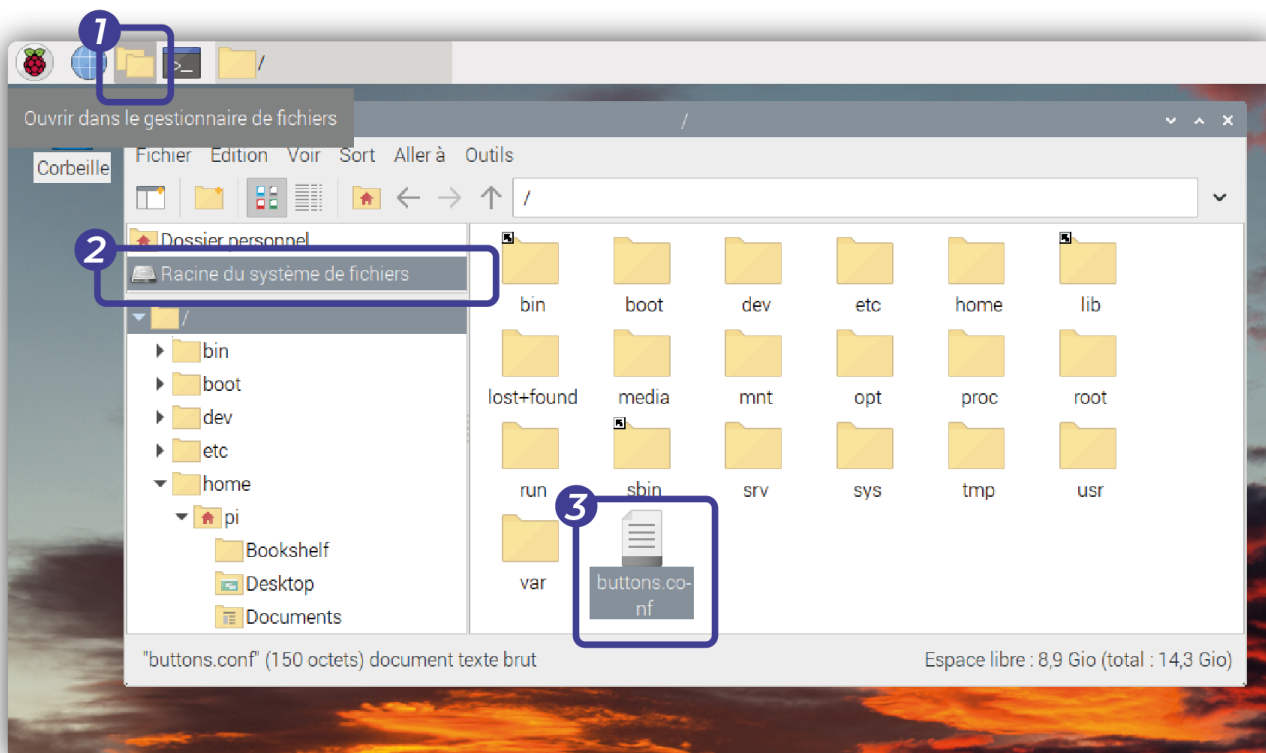 1
/
Ouvrir dans le gestionnaire de fichiers
/
Corbeille
Fichier Edition Voir Sort Aller à Outils
/
Dossier personnel
2
Racine du système de fichiers
/
bin
boot
dev
etc
home
pi
Bookshelf
Desktop
Documents
bin boot dev etc home lib
lost+found media mnt opt proc root
run sbin srv sys tmp usr
3
var
buttons.co-
nf
"buttons.conf" (150 octets) document texte brut
Espace libre : 8,9 Gio (total : 14,3 Gio)